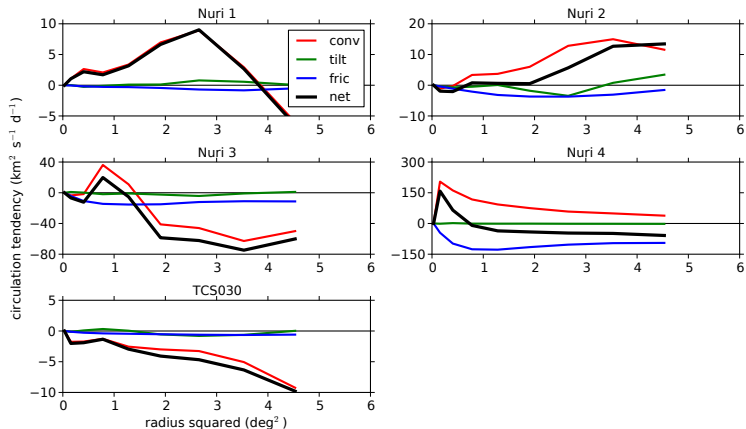 Nuri 1
10
5
0
−5
0 1 2 3 4 5 6
conv
tilt
fric
net
Nuri 2
20
10
0
−10
0 1 2 3 4 5 6
Nuri 3
40
0
−40
−80
0 1 2 3 4 5 6
Nuri 4
300
150
0
−150
0 1 2 3 4 5 6
TCS030
5
0
−5
−10
0 1 2 3 4 5 6
circulation tendency (km² s⁻¹ d⁻¹)
radius squared (deg²)